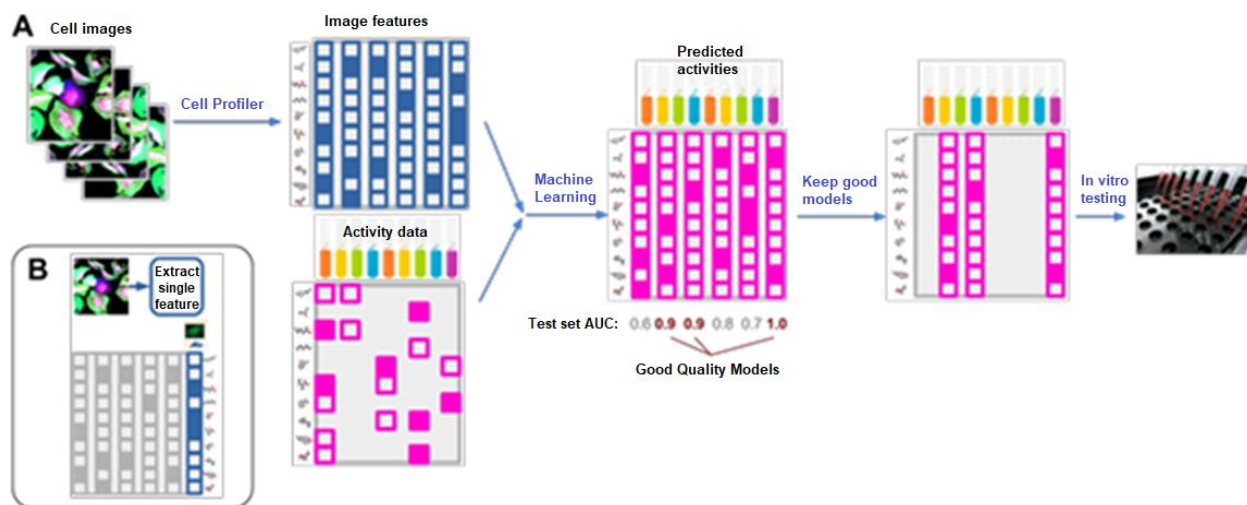 A
Cell images
Cell Profiler
Image features
Activity data
Machine
Learning
Predicted
activities
Test set AUC: 0.6 0.9 0.9 0.8 0.7 1.0
Good Quality Models
Keep good
models
In vitro
testing
B
Extract
single
feature